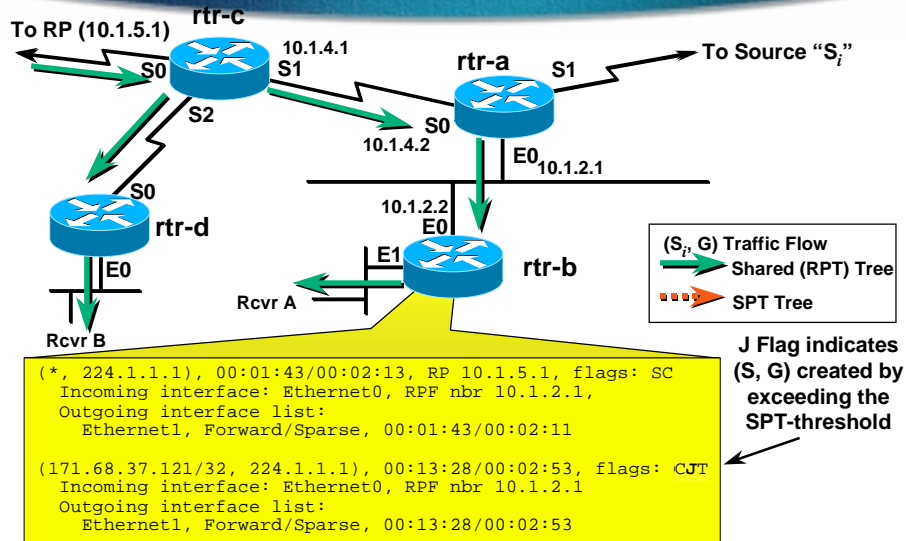 rtr-c
To RP (10.1.5.1)
10.1.4.1
S0
S1
S2
rtr-a
S1
To Source "Si"
S0
10.1.4.2
E0
10.1.2.1
S0
rtr-d
E0
Rcvr B
10.1.2.2
E0
E1
rtr-b
Rcvr A
(Si, G) Traffic Flow
Shared (RPT) Tree
SPT Tree
J Flag indicates
(S, G) created by
exceeding the
SPT-threshold
(*, 224.1.1.1), 00:01:43/00:02:13, RP 10.1.5.1, flags: SC
Incoming interface: Ethernet0, RPF nbr 10.1.2.1,
Outgoing interface list:
Ethernet1, Forward/Sparse, 00:01:43/00:02:11
(171.68.37.121/32, 224.1.1.1), 00:13:28/00:02:53, flags: CJT
Incoming interface: Ethernet0, RPF nbr 10.1.2.1
Outgoing interface list:
Ethernet1, Forward/Sparse, 00:13:28/00:02:53